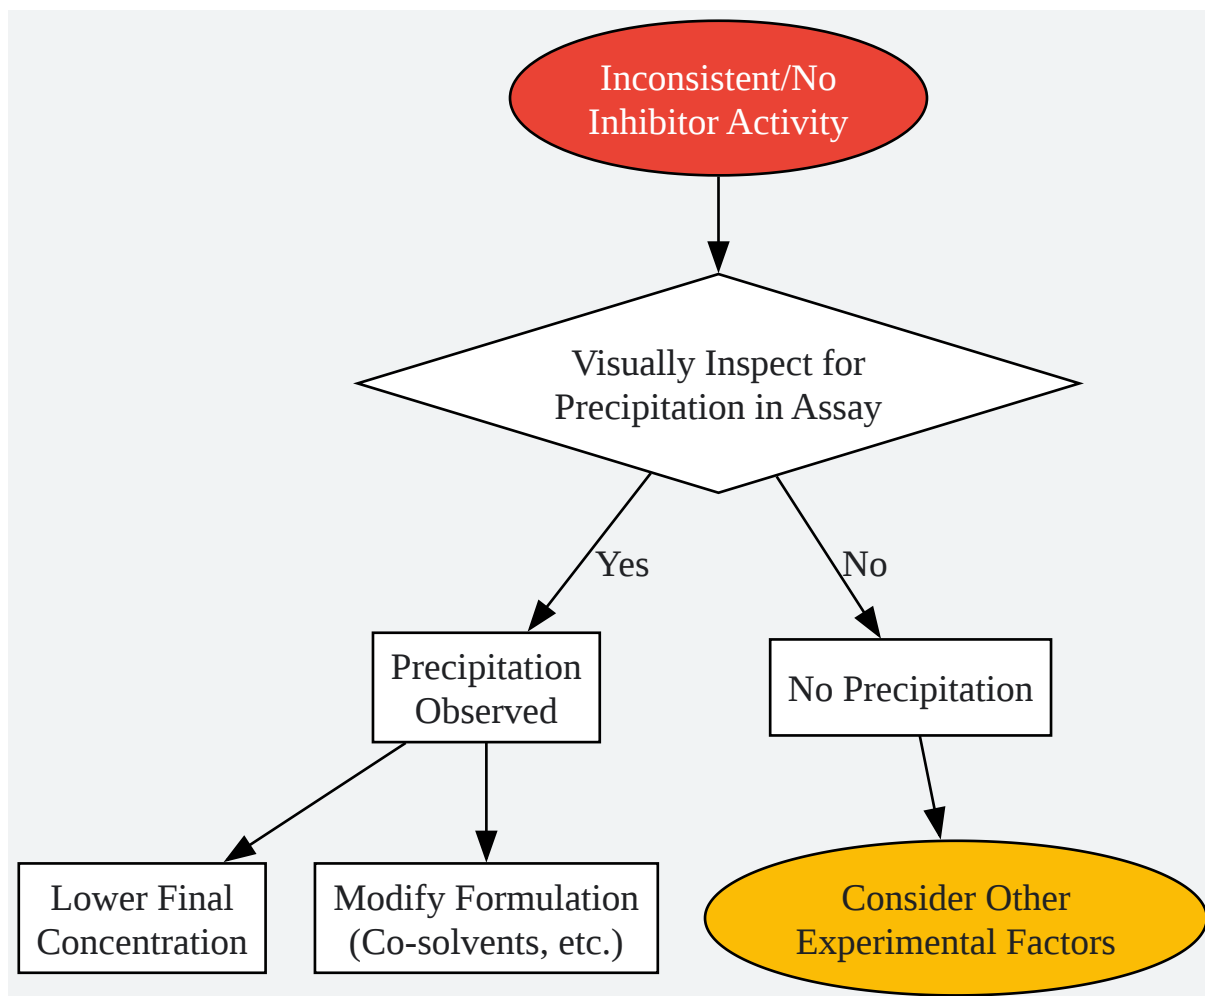 Inconsistent/No
Inhibitor Activity
Visually Inspect for
Precipitation in Assay
Yes
No
Precipitation
Observed
No Precipitation
Lower Final
Concentration
Modify Formulation
(Co-solvents, etc.)
Consider Other
Experimental Factors